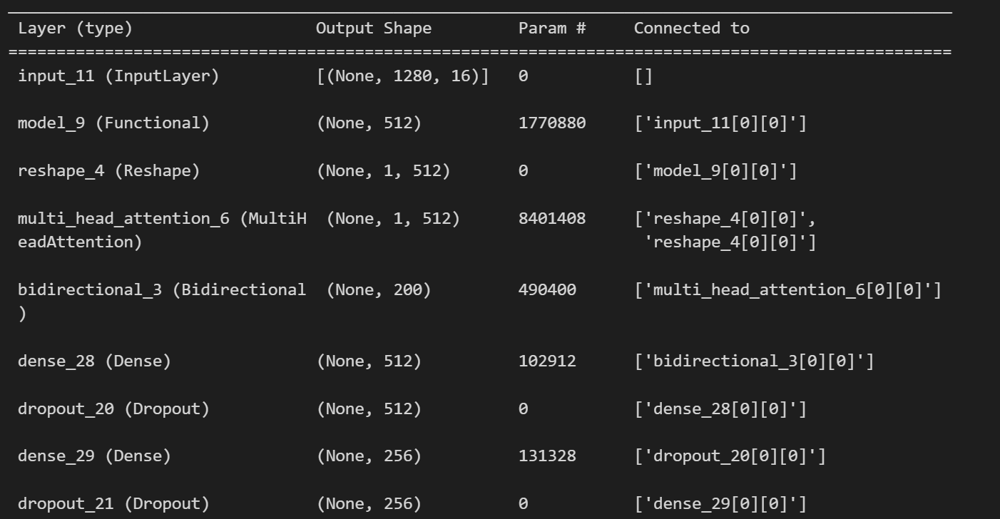 Layer (type) Output Shape Param # Connected to
==================================================================================================
input_11 (InputLayer) [(None, 1280, 16)] 0 []
model_9 (Functional) (None, 512) 1770880 ['input_11[0][0]']
reshape_4 (Reshape) (None, 1, 512) 0 ['model_9[0][0]']
multi_head_attention_6 (MultiH (None, 1, 512) 8401408 ['reshape_4[0][0]',
eadAttention) 'reshape_4[0][0]']
bidirectional_3 (Bidirectional (None, 200) 490400 ['multi_head_attention_6[0][0]']
)
dense_28 (Dense) (None, 512) 102912 ['bidirectional_3[0][0]']
dropout_20 (Dropout) (None, 512) 0 ['dense_28[0][0]']
dense_29 (Dense) (None, 256) 131328 ['dropout_20[0][0]']
dropout_21 (Dropout) (None, 256) 0 ['dense_29[0][0]']